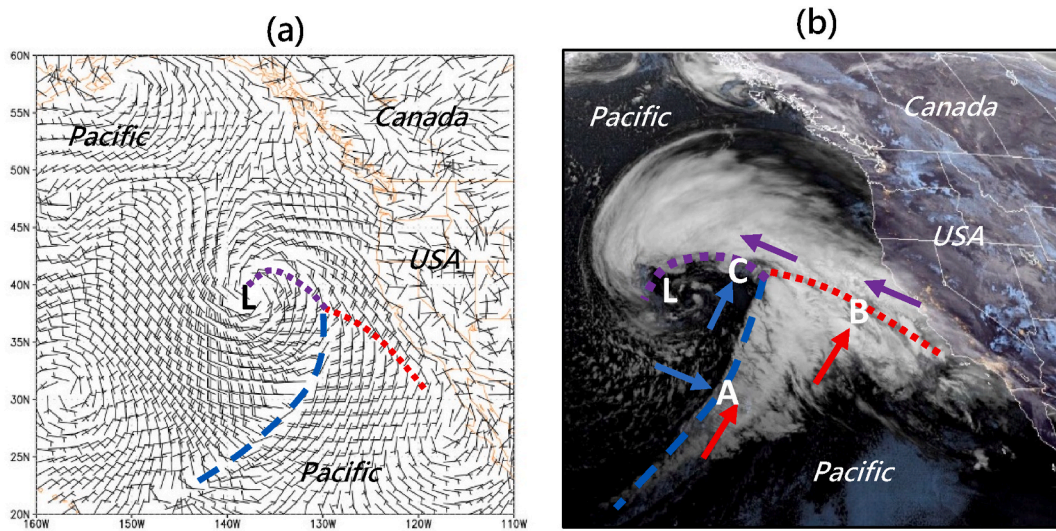 (a)
(b)
60N
55N
50N
45N
40N
35N
30N
25N
20N
160W
150W
140W
130W
120W
110W
Pacific
Canada
USA
L
Pacific
Pacific
Canada
USA
C
L
B
A
Pacific